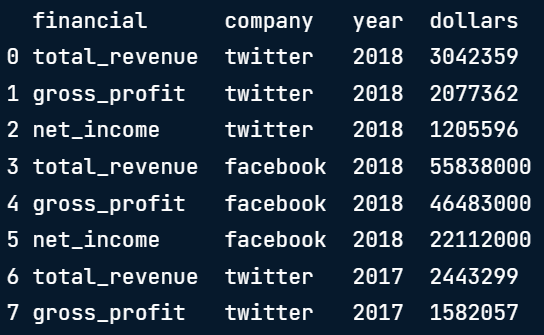 financial company year dollars
0 total_revenue twitter 2018 3042359
1 gross_profit twitter 2018 2077362
2 net_income twitter 2018 1205596
3 total_revenue facebook 2018 55838000
4 gross_profit facebook 2018 46483000
5 net_income facebook 2018 22112000
6 total_revenue twitter 2017 2443299
7 gross_profit twitter 2017 1582057